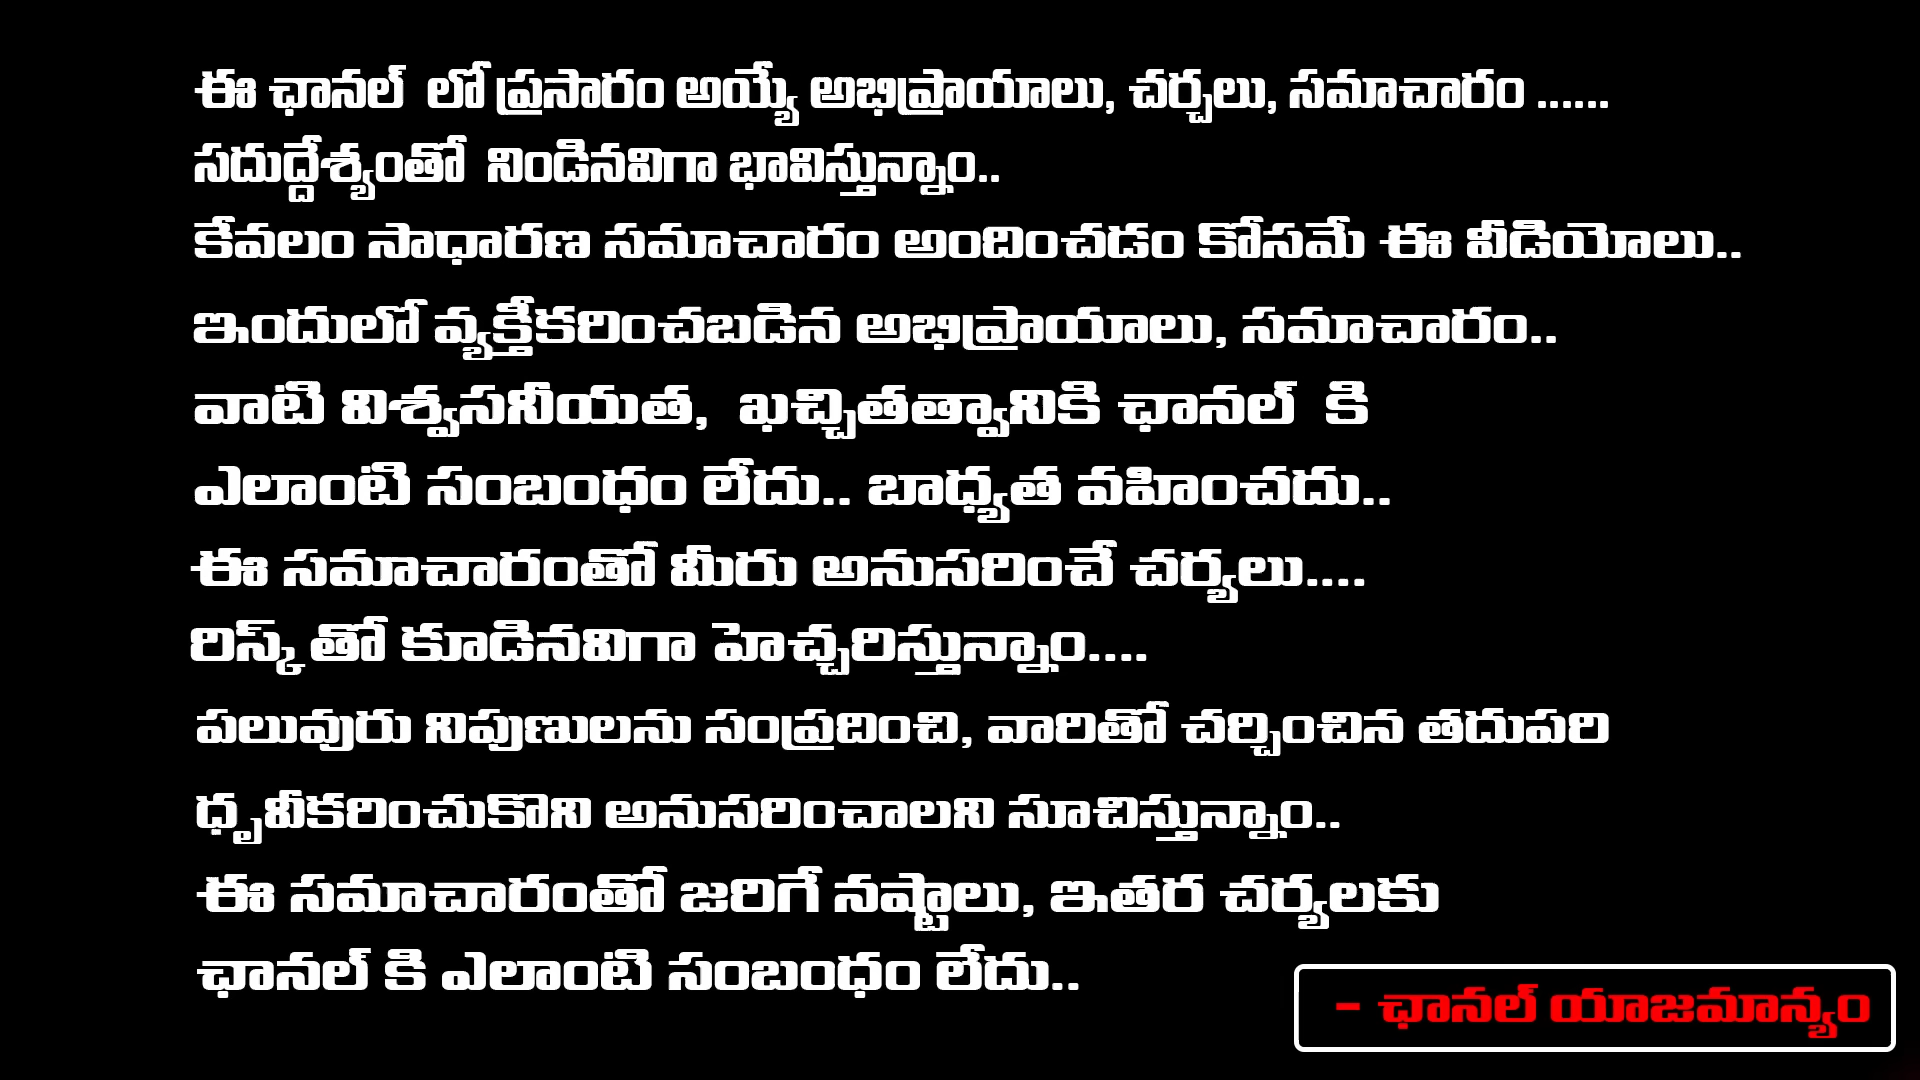 ఈ ఛానల్ లో ప్రసారం అయ్యే అభిప్రాయాలు, చర్చలు, సమాచారం ......
సదుద్దేశ్యంతో నిండినవిగా భావిస్తున్నాం..
కేవలం సాధారణ సమాచారం అందించడం కోసమే ఈ వీడియోలు..
ఇందులో వ్యక్తీకరించబడిన అభిప్రాయాలు, సమాచారం..
వాటి విశ్వసనీయత, ఖచ్చితత్వానికి ఛానల్ కి
ఎలాంటి సంబంధం లేదు.. బాధ్యత వహించదు..
ఈ సమాచారంతో మీరు అనుసరించే చర్యలు....
రిస్క్ తో కూడినవిగా హెచ్చరిస్తున్నాం....
పలువురు నిపుణులను సంప్రదించి, వారితో చర్చించిన తదుపరి
ధృవీకరించుకొని అనుసరించాలని సూచిస్తున్నాం..
ఈ సమాచారంతో జరిగే నష్టాలు, ఇతర చర్యలకు
ఛానల్ కి ఎలాంటి సంబంధం లేదు..
- ఛానల్ యాజమాన్యం